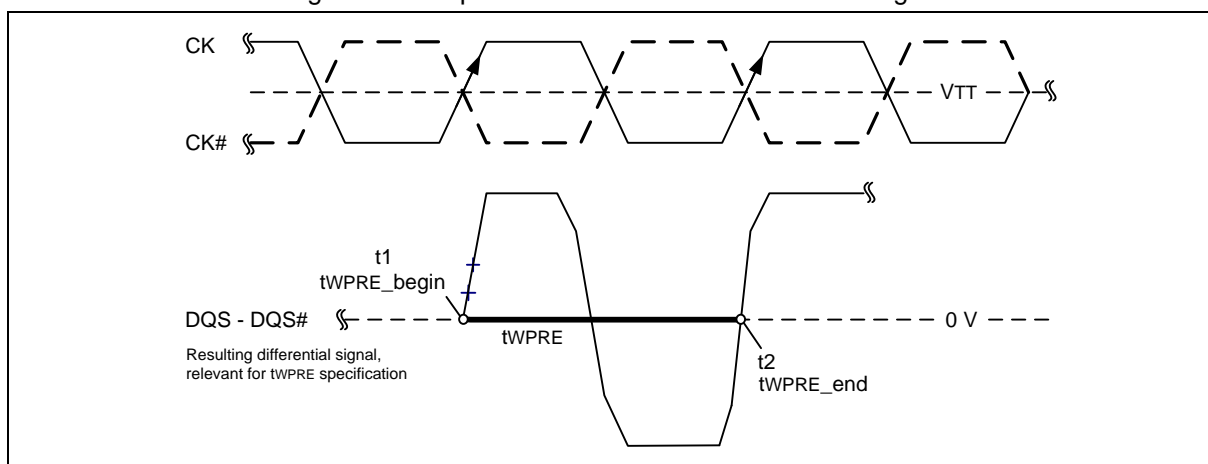 CK
VTT
CK#
t1
tWPRE_begin
DQS - DQS#
tWPRE
0 V
Resulting differential signal,
relevant for tWPRE specification
t2
tWPRE_end